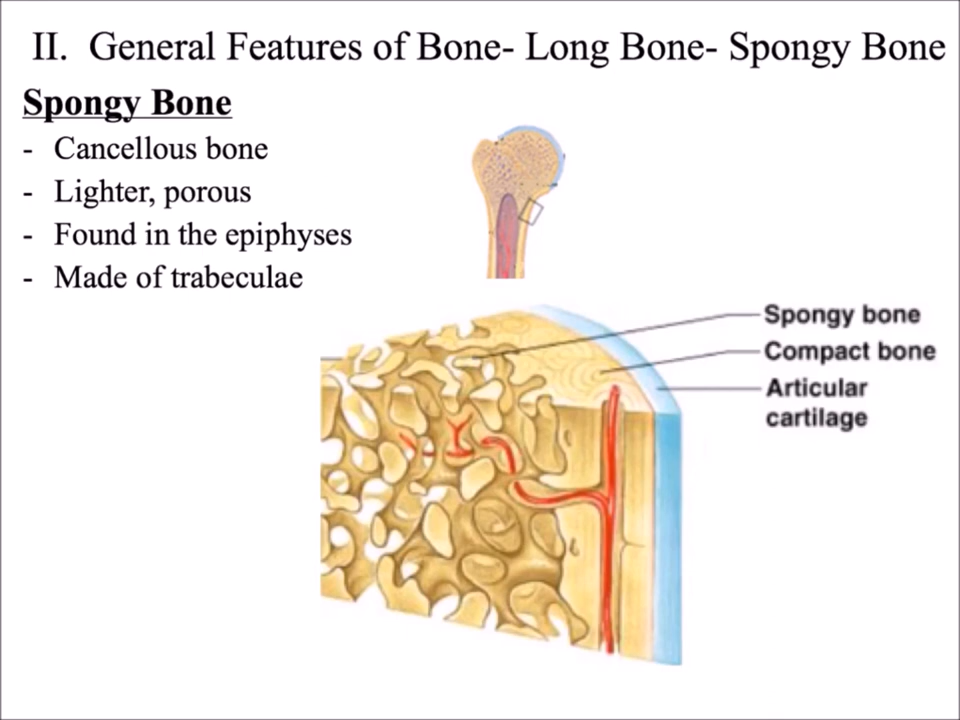 II. General Features of Bone- Long Bone- Spongy Bone
Spongy Bone
- Cancellous bone
- Lighter, porous
- Found in the epiphyses
- Made of trabeculae
Spongy bone
Compact bone
Articular
cartilage